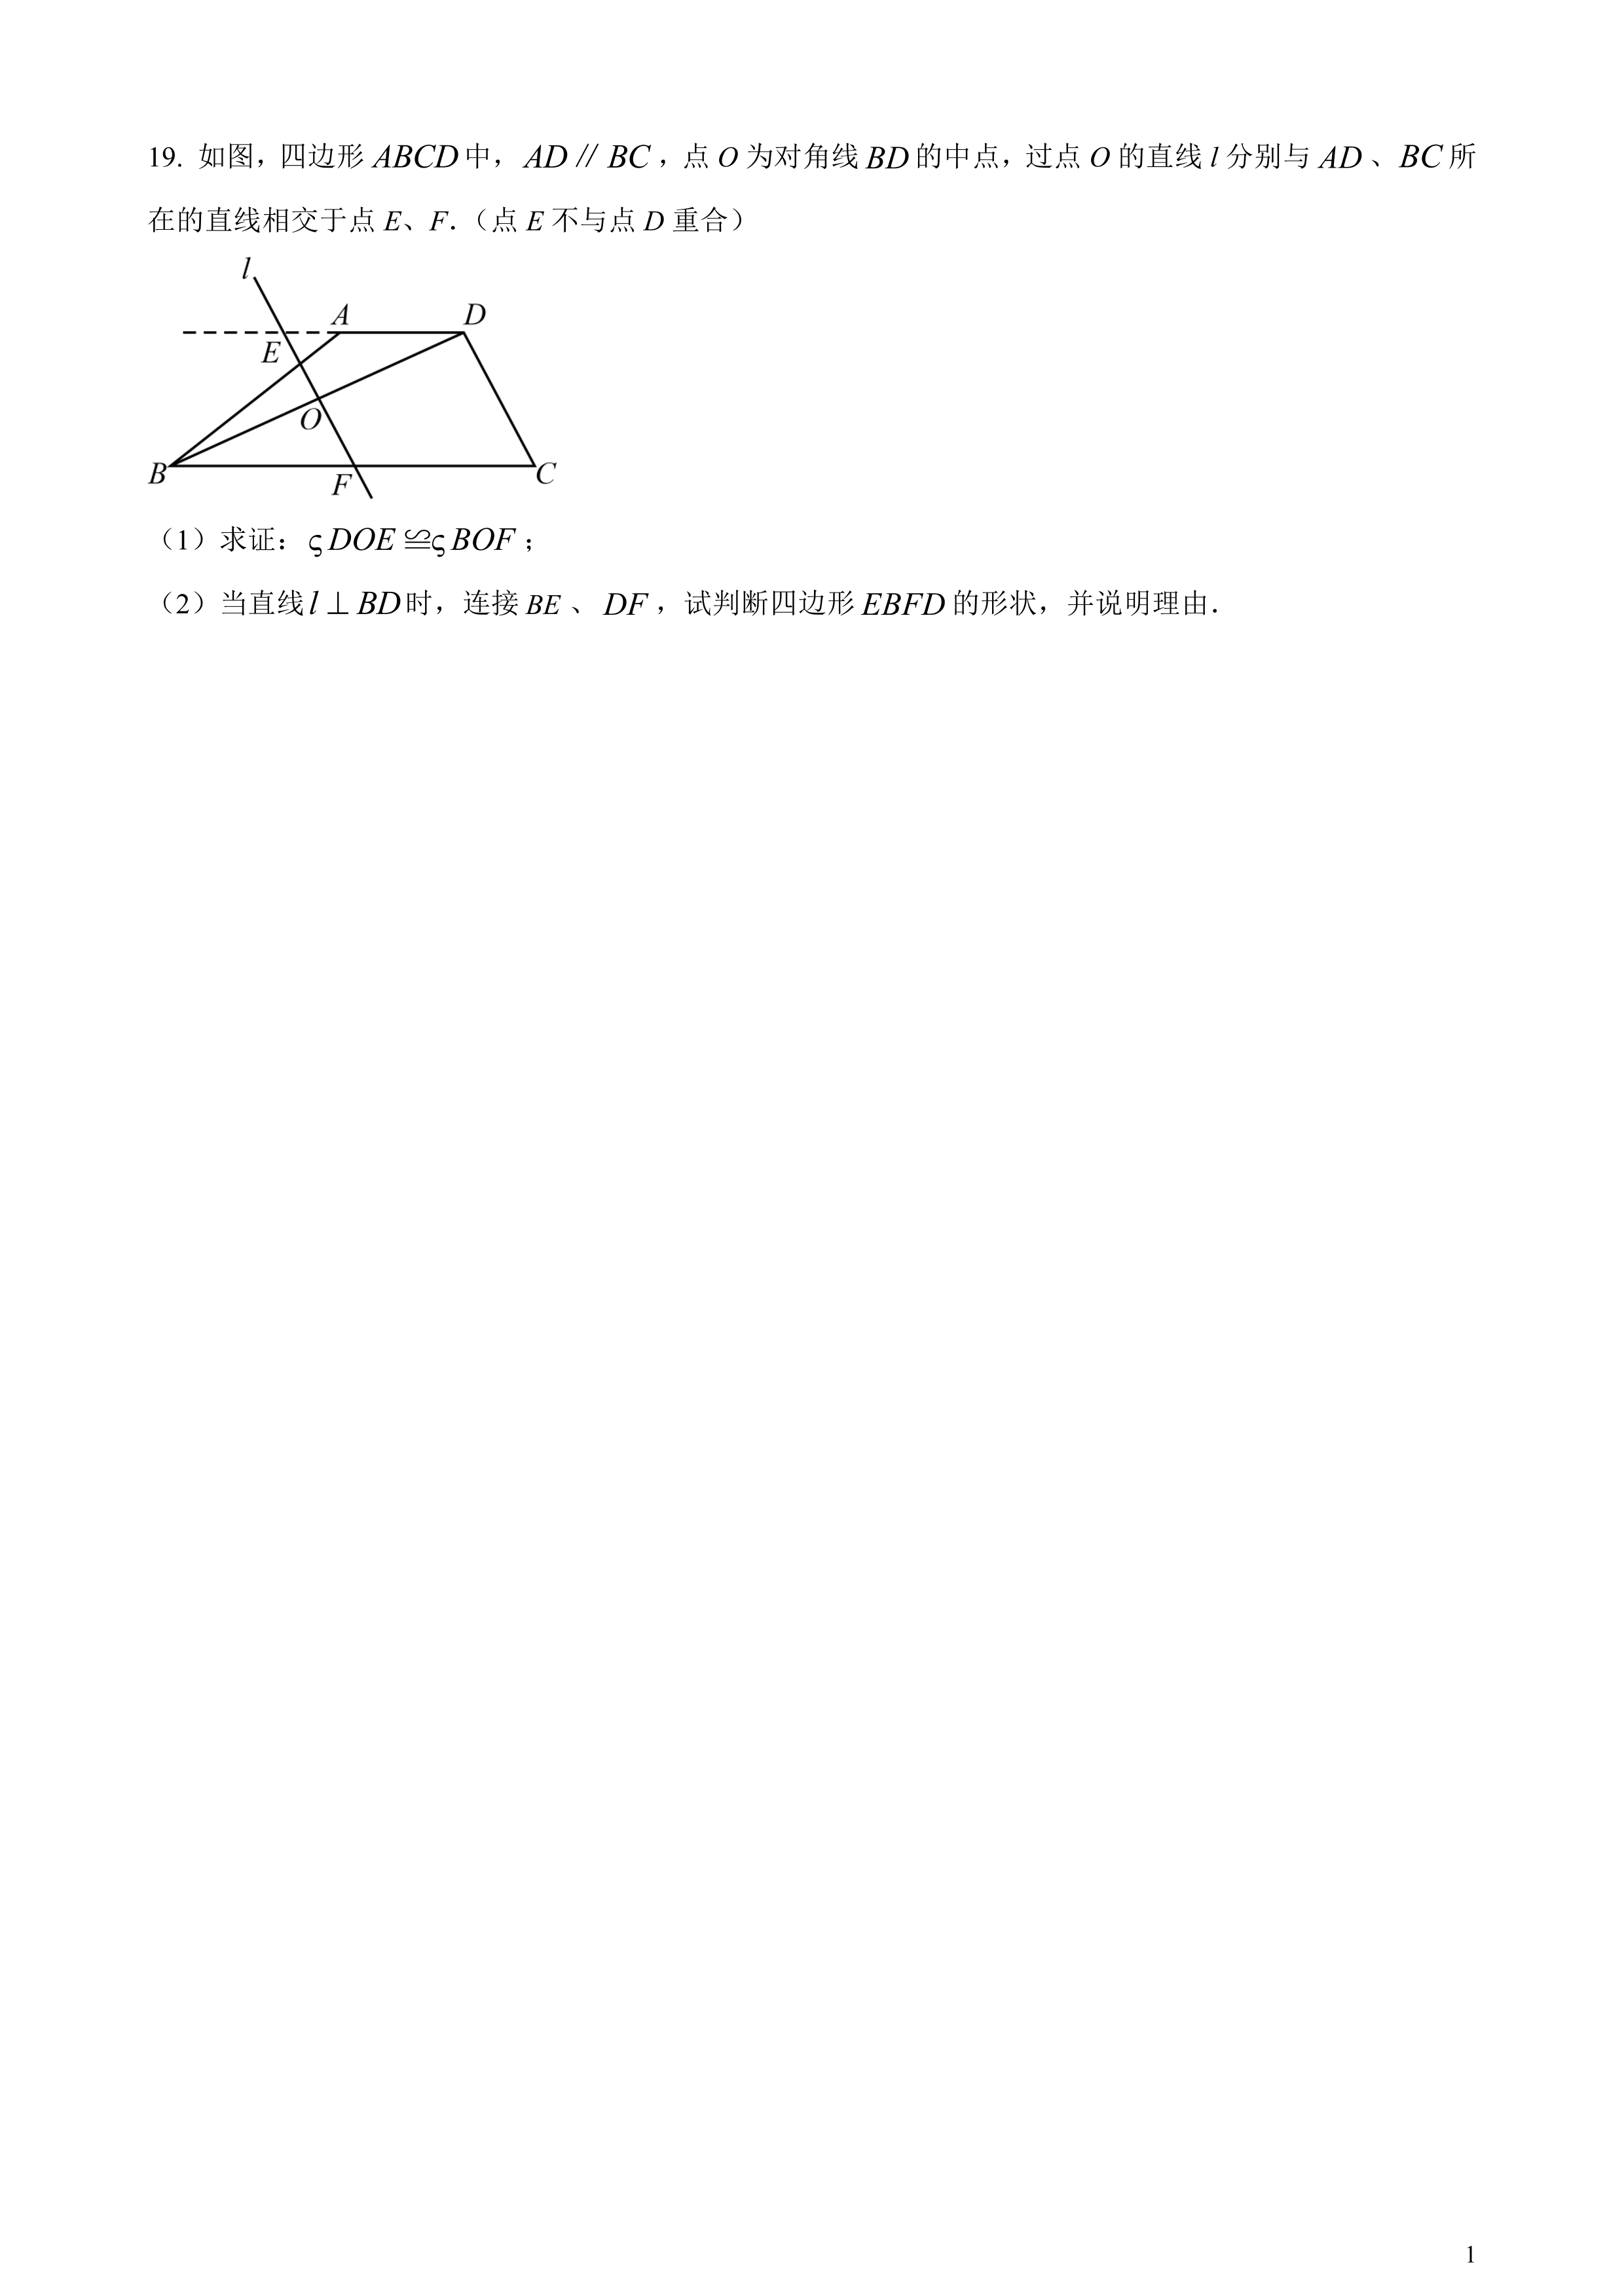 19. 如图，四边形 ABCD 中， AD∥BC ，点 O 为对角线 BD 的中点，过点 O 的直线 l 分别与 AD 、BC 所
在的直线相交于点 E、F．（点 E 不与点 D 重合）
l
A
D
E
O
B
F
C
（1）求证：ςDOE≌ςBOF ；
（2）当直线 l⊥BD 时，连接 BE 、 DF ，试判断四边形 EBFD 的形状，并说明理由．
1